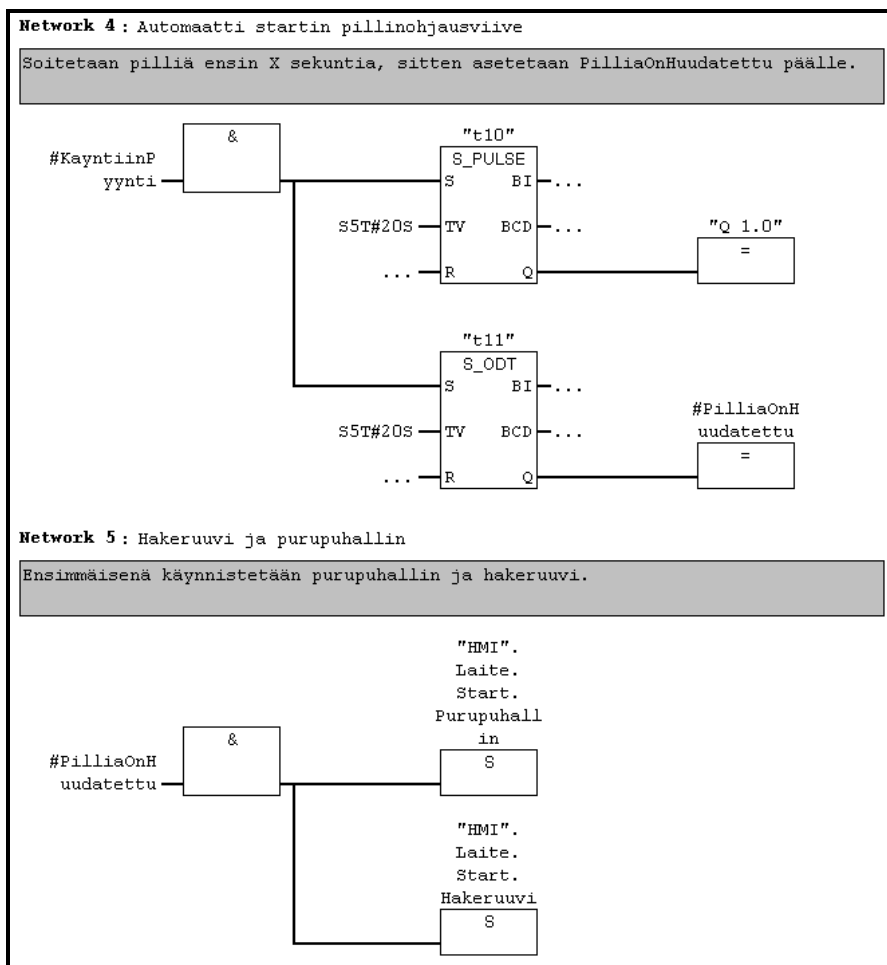 Network 4 : Automaatti startin pillinohjausviive
Soitetaan pilliä ensin X sekuntia, sitten asetetaan PilliaOnHuudatettu päälle.
#KayntiinP
yynti
&
"t10"
S_PULSE
S BI ...
S5T#20S TV BCD ...
... R Q
"Q 1.0"
=
"t11"
S_ODT
S BI ...
S5T#20S TV BCD ...
... R Q
#PilliaOnH
uudatettu
=
Network 5 : Hakeruuvi ja purupuhallin
Ensimmäisenä käynnistetään purupuhallin ja hakeruuvi.
#PilliaOnH
uudatettu
&
"HMI".
Laite.
Start.
Purupuhall
in
S
"HMI".
Laite.
Start.
Hakeruuvi
S